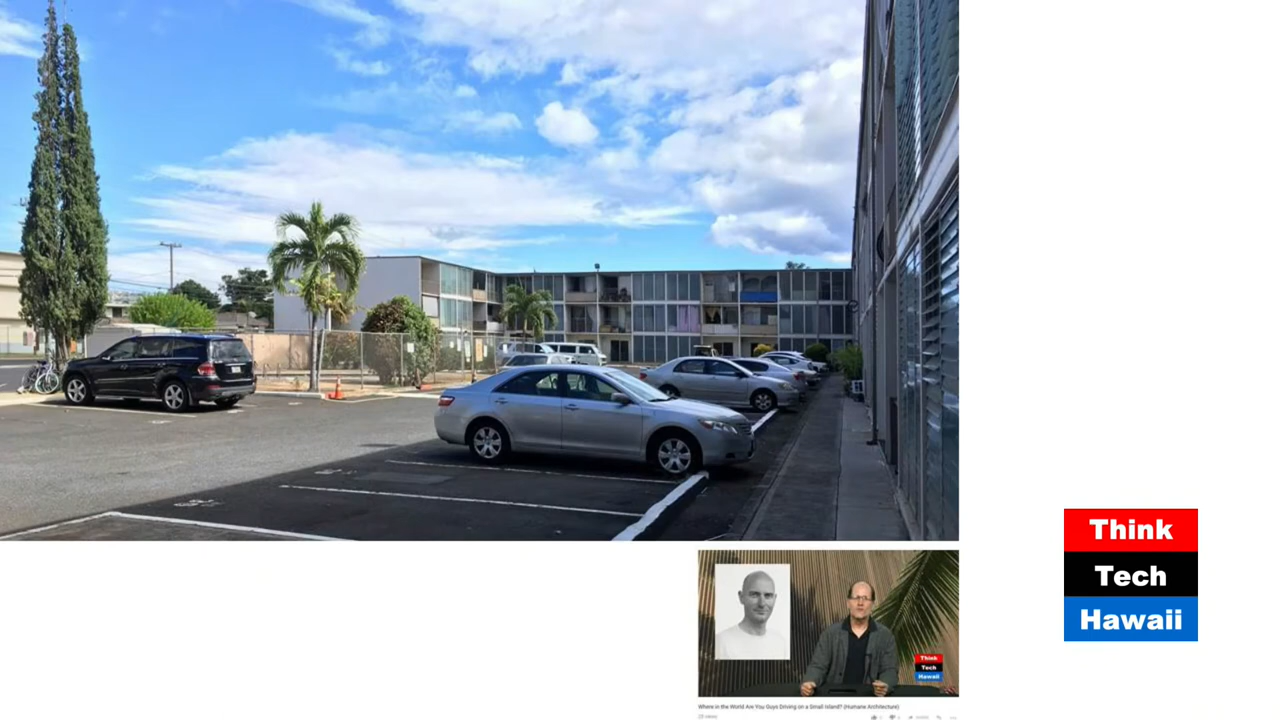 Think
Tech
Hawaii
Think
Tech
Hawaii
Where in the World Are You Guys Driving on a Small Island? (Humane Architecture)